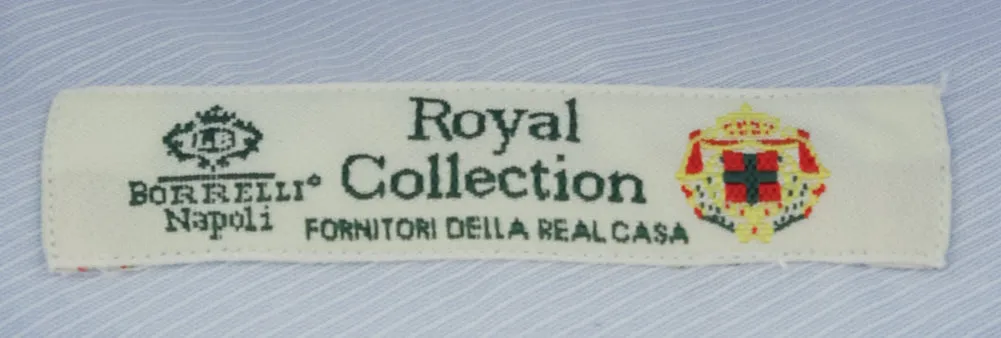 LB
BORRELLI®
Napoli
Royal
Collection
FORNITORI DELLA REAL CASA